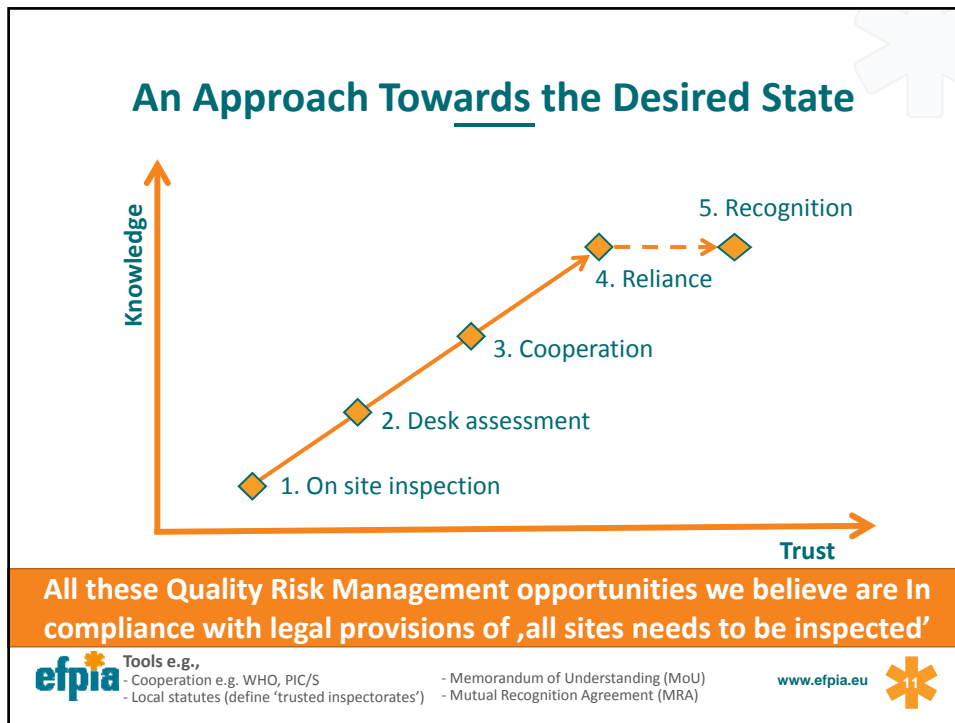 An Approach Towards the Desired State
Knowledge
5. Recognition
4. Reliance
3. Cooperation
2. Desk assessment
1. On site inspection
Trust
All these Quality Risk Management opportunities we believe are In
compliance with legal provisions of ‚all sites needs to be inspected’
efpia
Tools e.g.,
- Cooperation e.g. WHO, PIC/S
- Local statutes (define ‘trusted inspectorates’)
- Memorandum of Understanding (MoU)
- Mutual Recognition Agreement (MRA)
www.efpia.eu
11